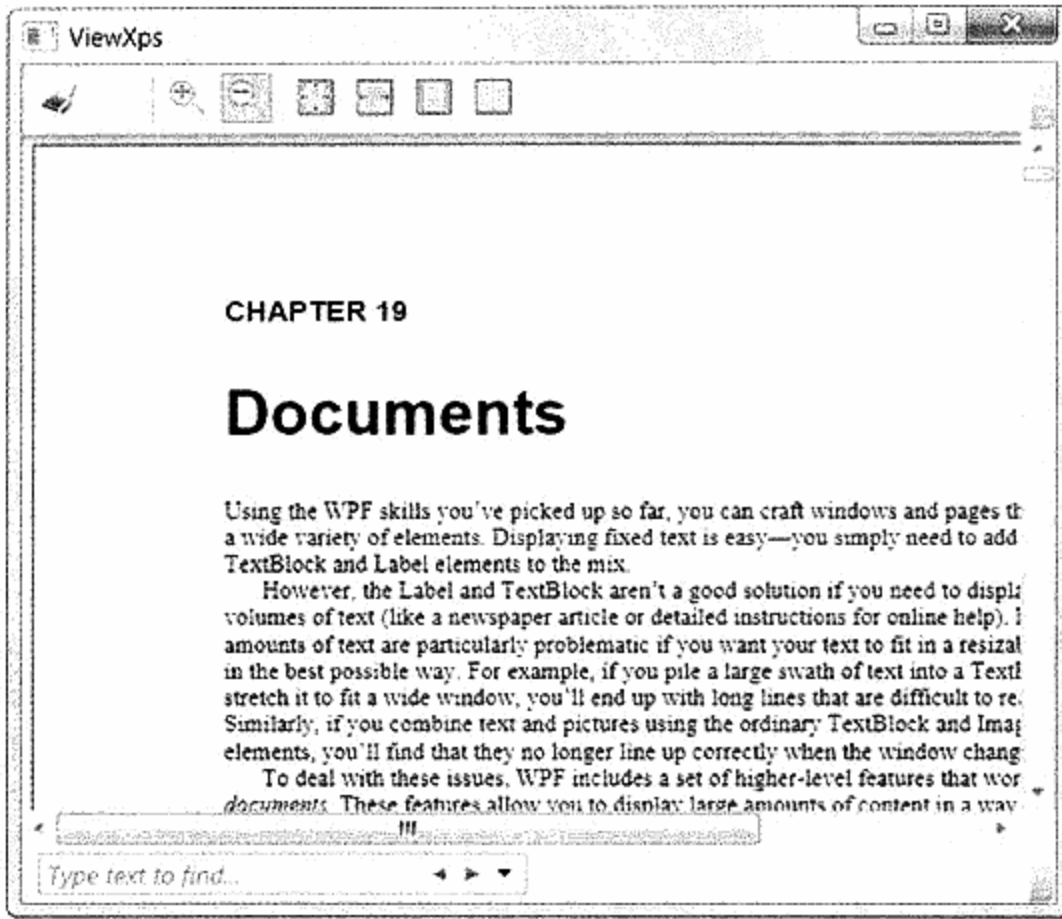 ViewXps
CHAPTER 19
Documents
Using the WPF skills you've picked up so far, you can craft windows and pages th
a wide variety of elements. Displaying fixed text is easy—you simply need to add
TextBlock and Label elements to the mix.
However, the Label and TextBlock aren't a good solution if you need to displa
volumes of text (like a newspaper article or detailed instructions for online help). 
amounts of text are particularly problematic if you want your text to fit in a resizal
in the best possible way. For example, if you pile a large swath of text into a Text
stretch it to fit a wide window, you'll end up with long lines that are difficult to re
Similarly, if you combine text and pictures using the ordinary TextBlock and Imag
elements, you'll find that they no longer line up correctly when the window chang
To deal with these issues, WPF includes a set of higher-level features that wor
documents. These features allow you to display large amounts of content in a way
Type text to find...